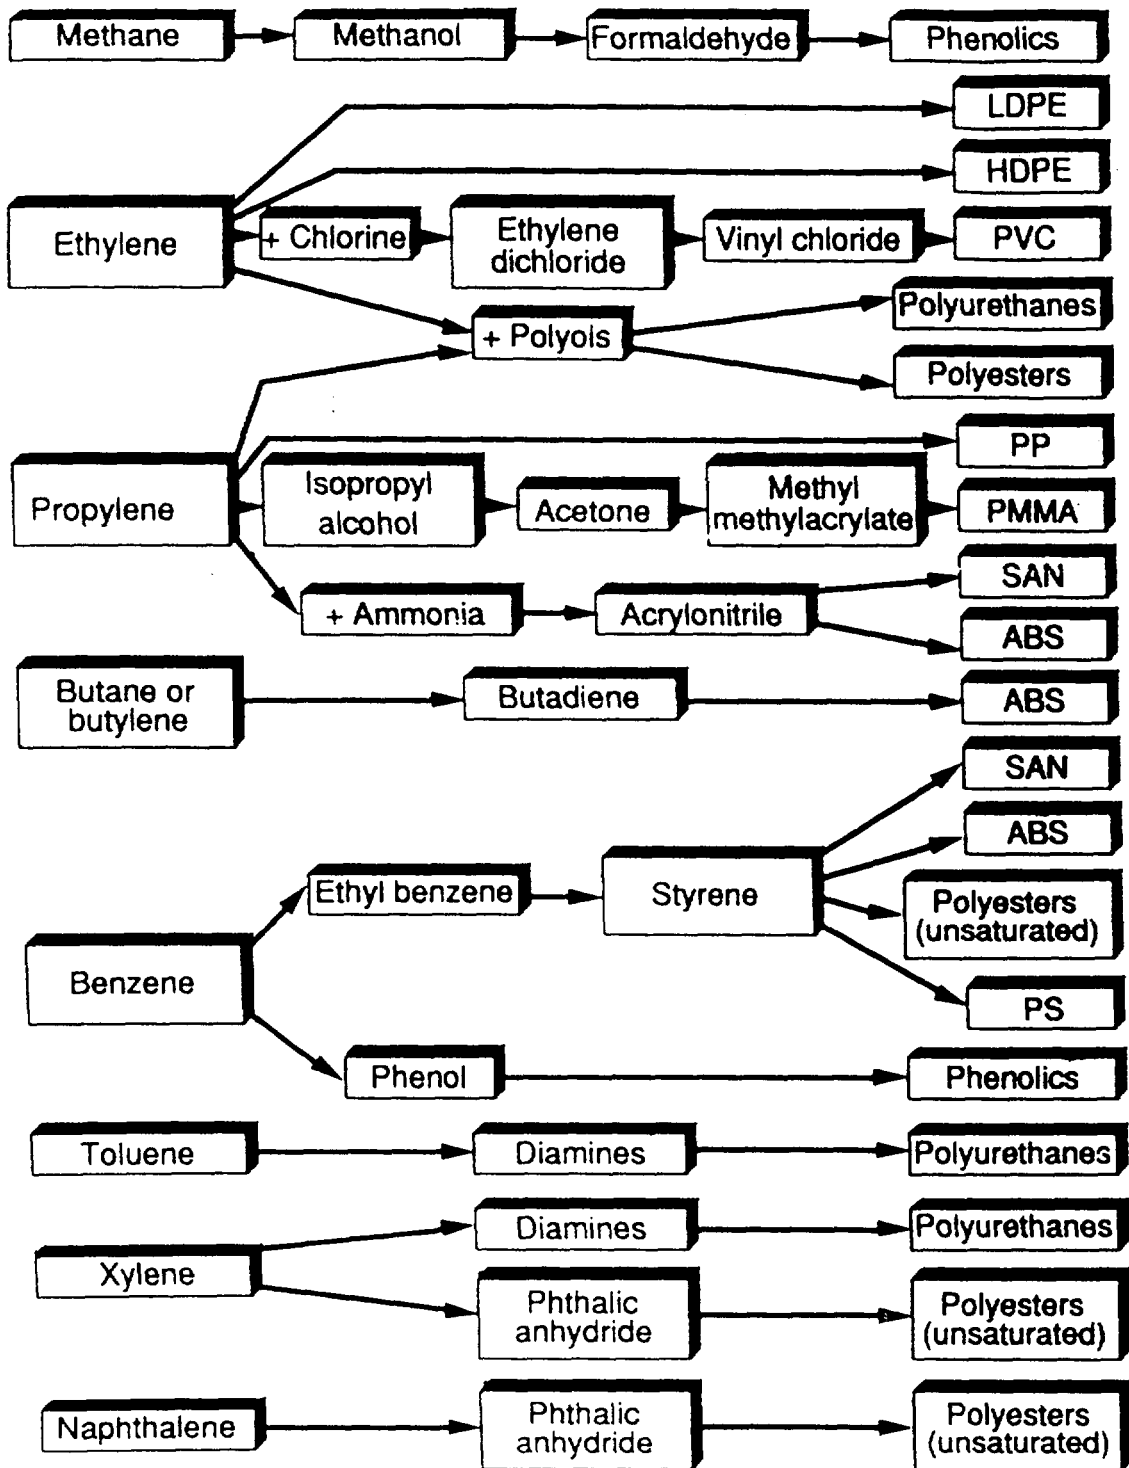 Methane
Methanol
Formaldehyde
Phenolics
LDPE
HDPE
Ethylene
+ Chlorine
Ethylene
dichloride
Vinyl chloride
PVC
+ Polyols
Polyurethanes
Polyesters
PP
Propylene
Isopropyl
alcohol
Acetone
Methyl
methylacrylate
PMMA
+ Ammonia
Acrylonitrile
SAN
ABS
Butane or
butylene
Butadiene
ABS
SAN
ABS
Ethyl benzene
Styrene
Polyesters
(unsaturated)
Benzene
PS
Phenol
Phenolics
Toluene
Diamines
Polyurethanes
Xylene
Diamines
Polyurethanes
Phthalic
anhydride
Polyesters
(unsaturated)
Naphthalene
Phthalic
anhydride
Polyesters
(unsaturated)